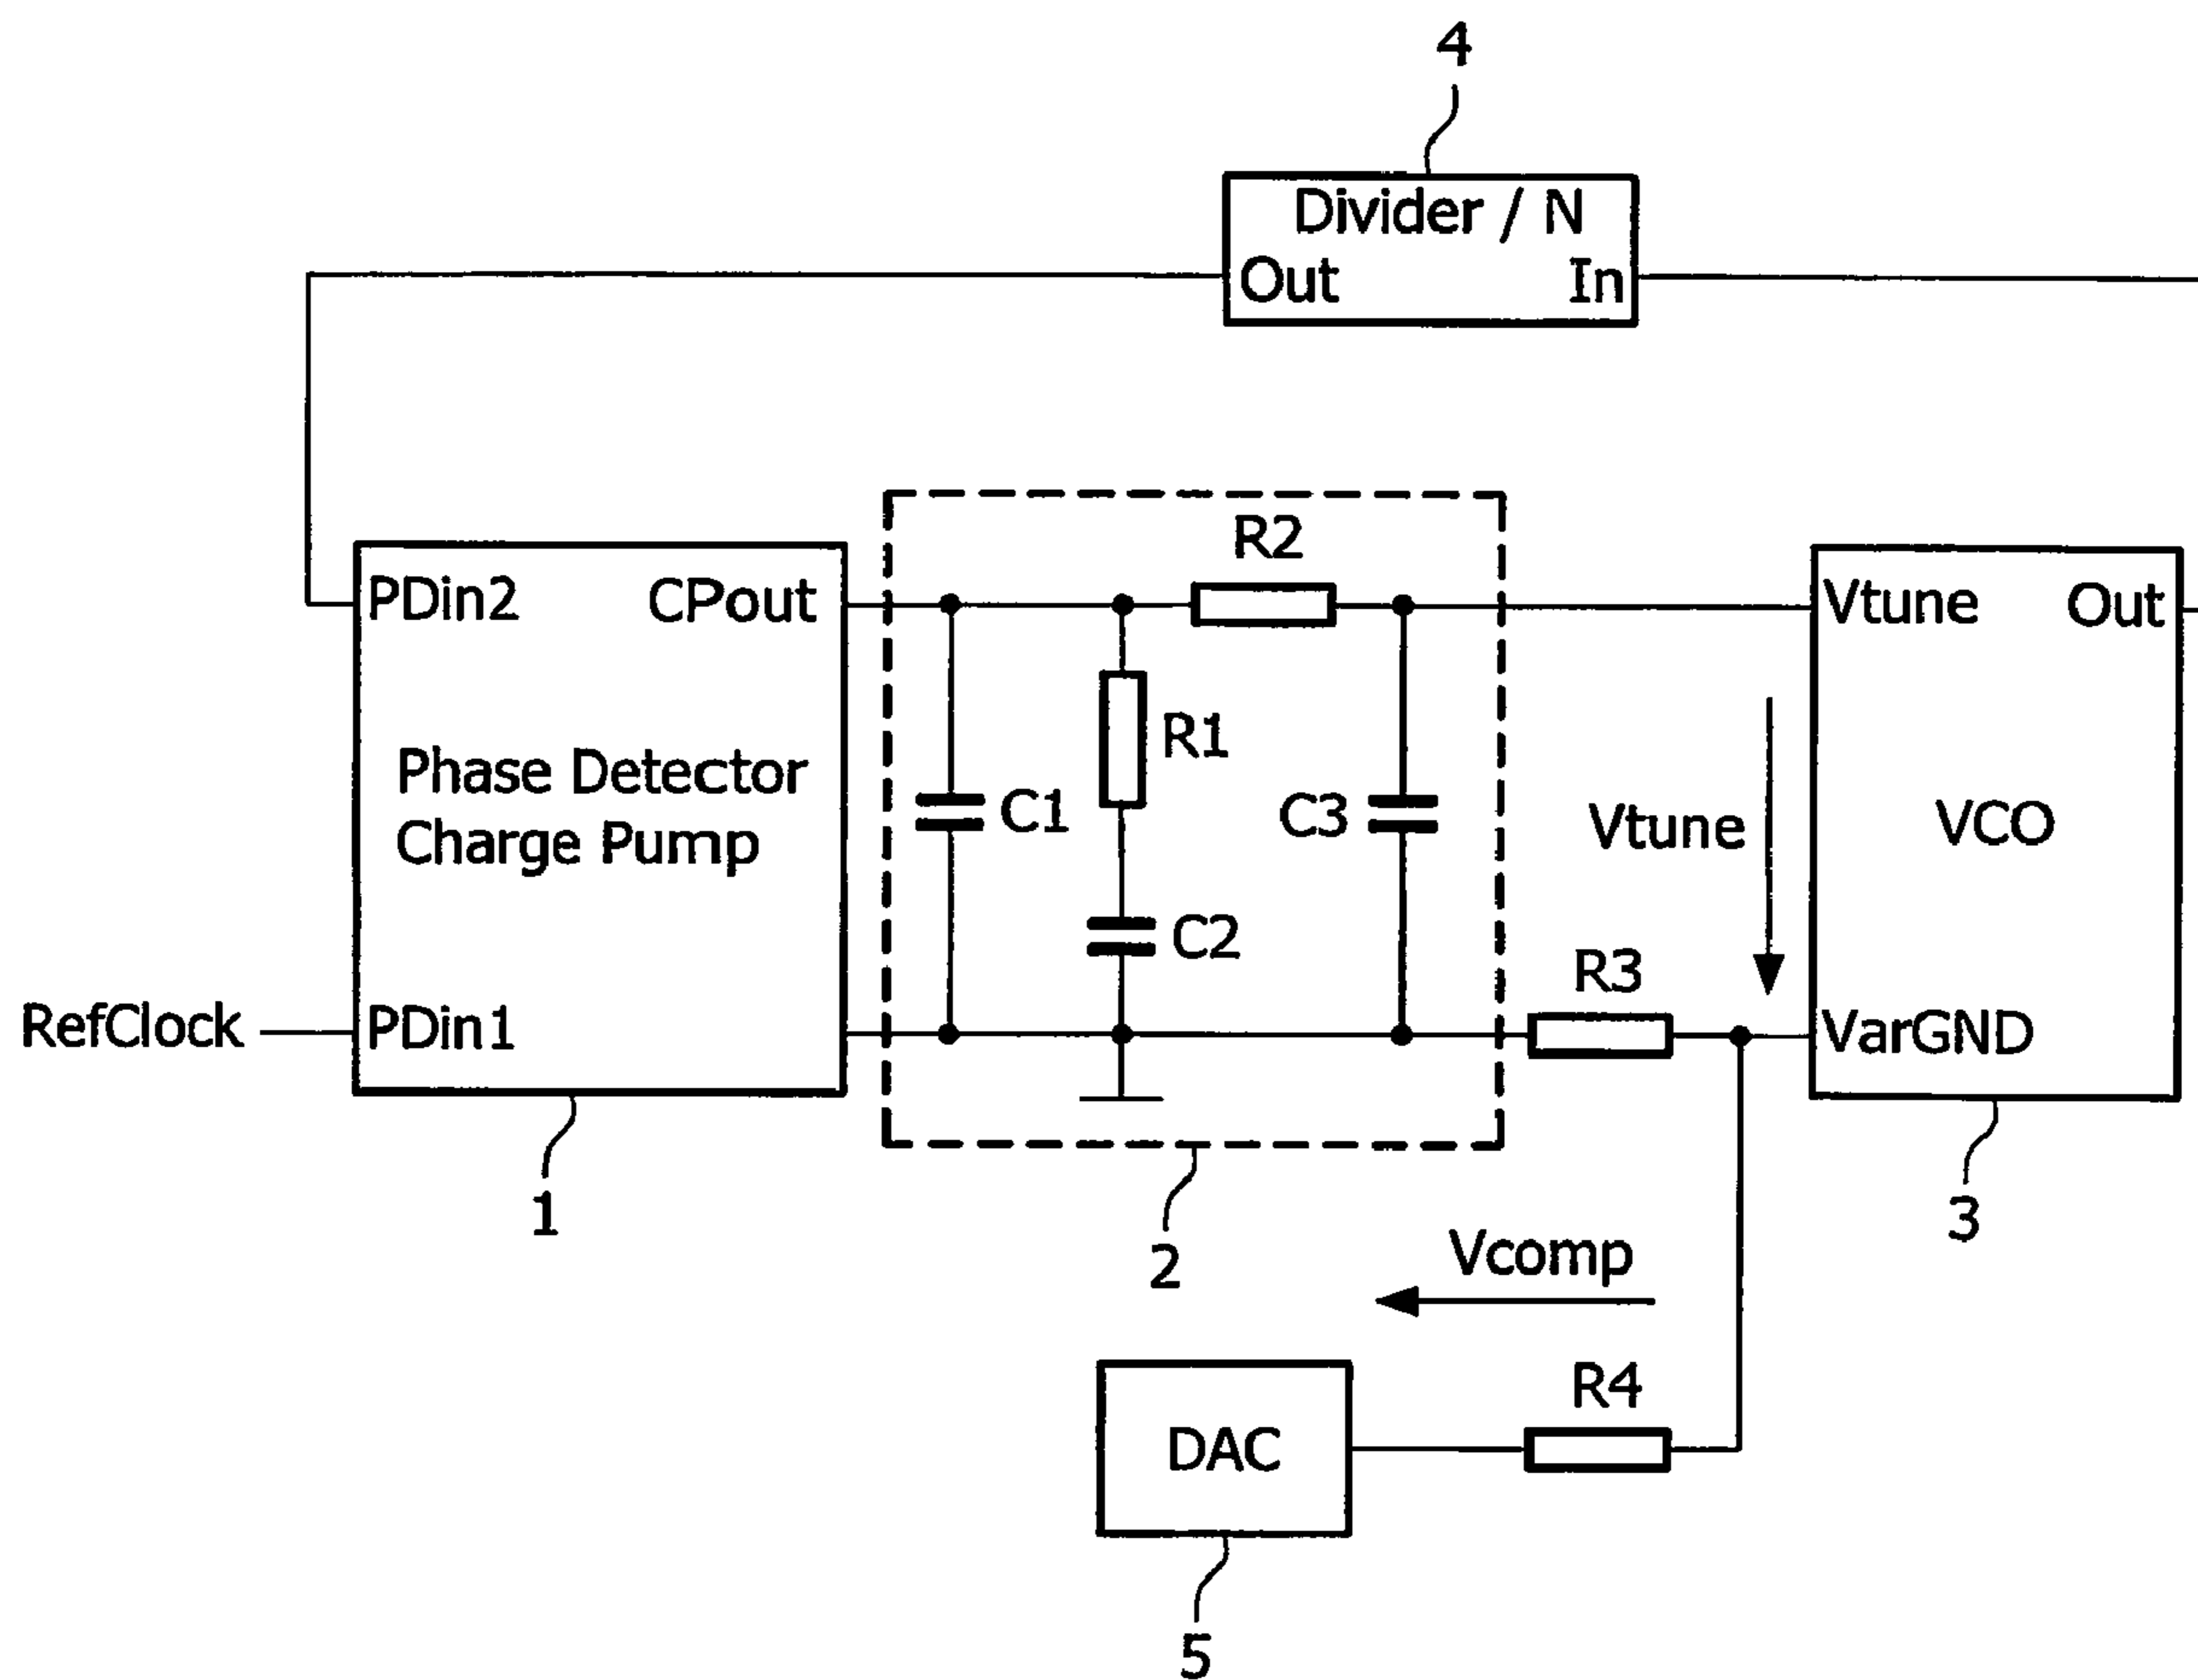 4
Divider / N
Out
In
R2
PDin2
CPout
Vtune
Out
R1
Phase Detector
Charge Pump
C1
C3
Vtune
VCO
C2
R3
RefClock
PDin1
VarGND
1
2
3
Vcomp
R4
DAC
5